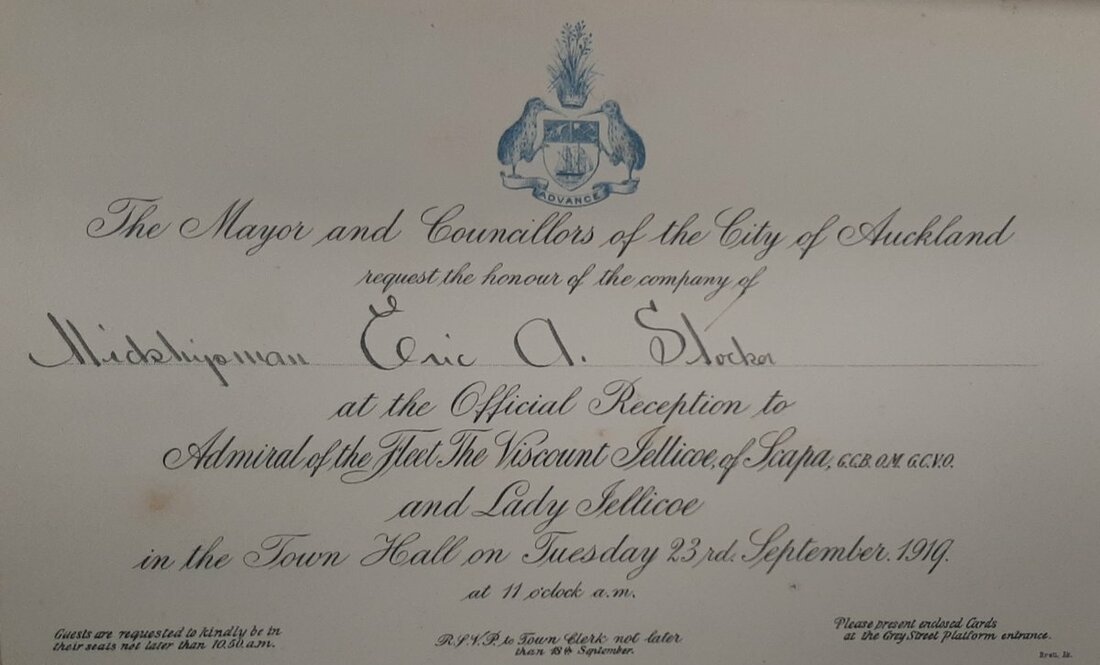 ADVANCE
The Mayor and Councillors of the City of Auckland
request the honour of the company of
Midshipman Eric A. Stocker
at the Official Reception to
Admiral of the Fleet The Viscount Jellicoe, of Scapa, G.C.B. O.M. G.C.V.O.
and Lady Jellicoe
in the Town Hall on Tuesday 23rd. September. 1919.
at 11 o'clock a.m.
Guests are requested to kindly be in
their seats not later than 10.50. a.m.
R.S.V.P. to Town Clerk not later
than 18th September.
Please present enclosed Cards
at the Grey Street Platform entrance.